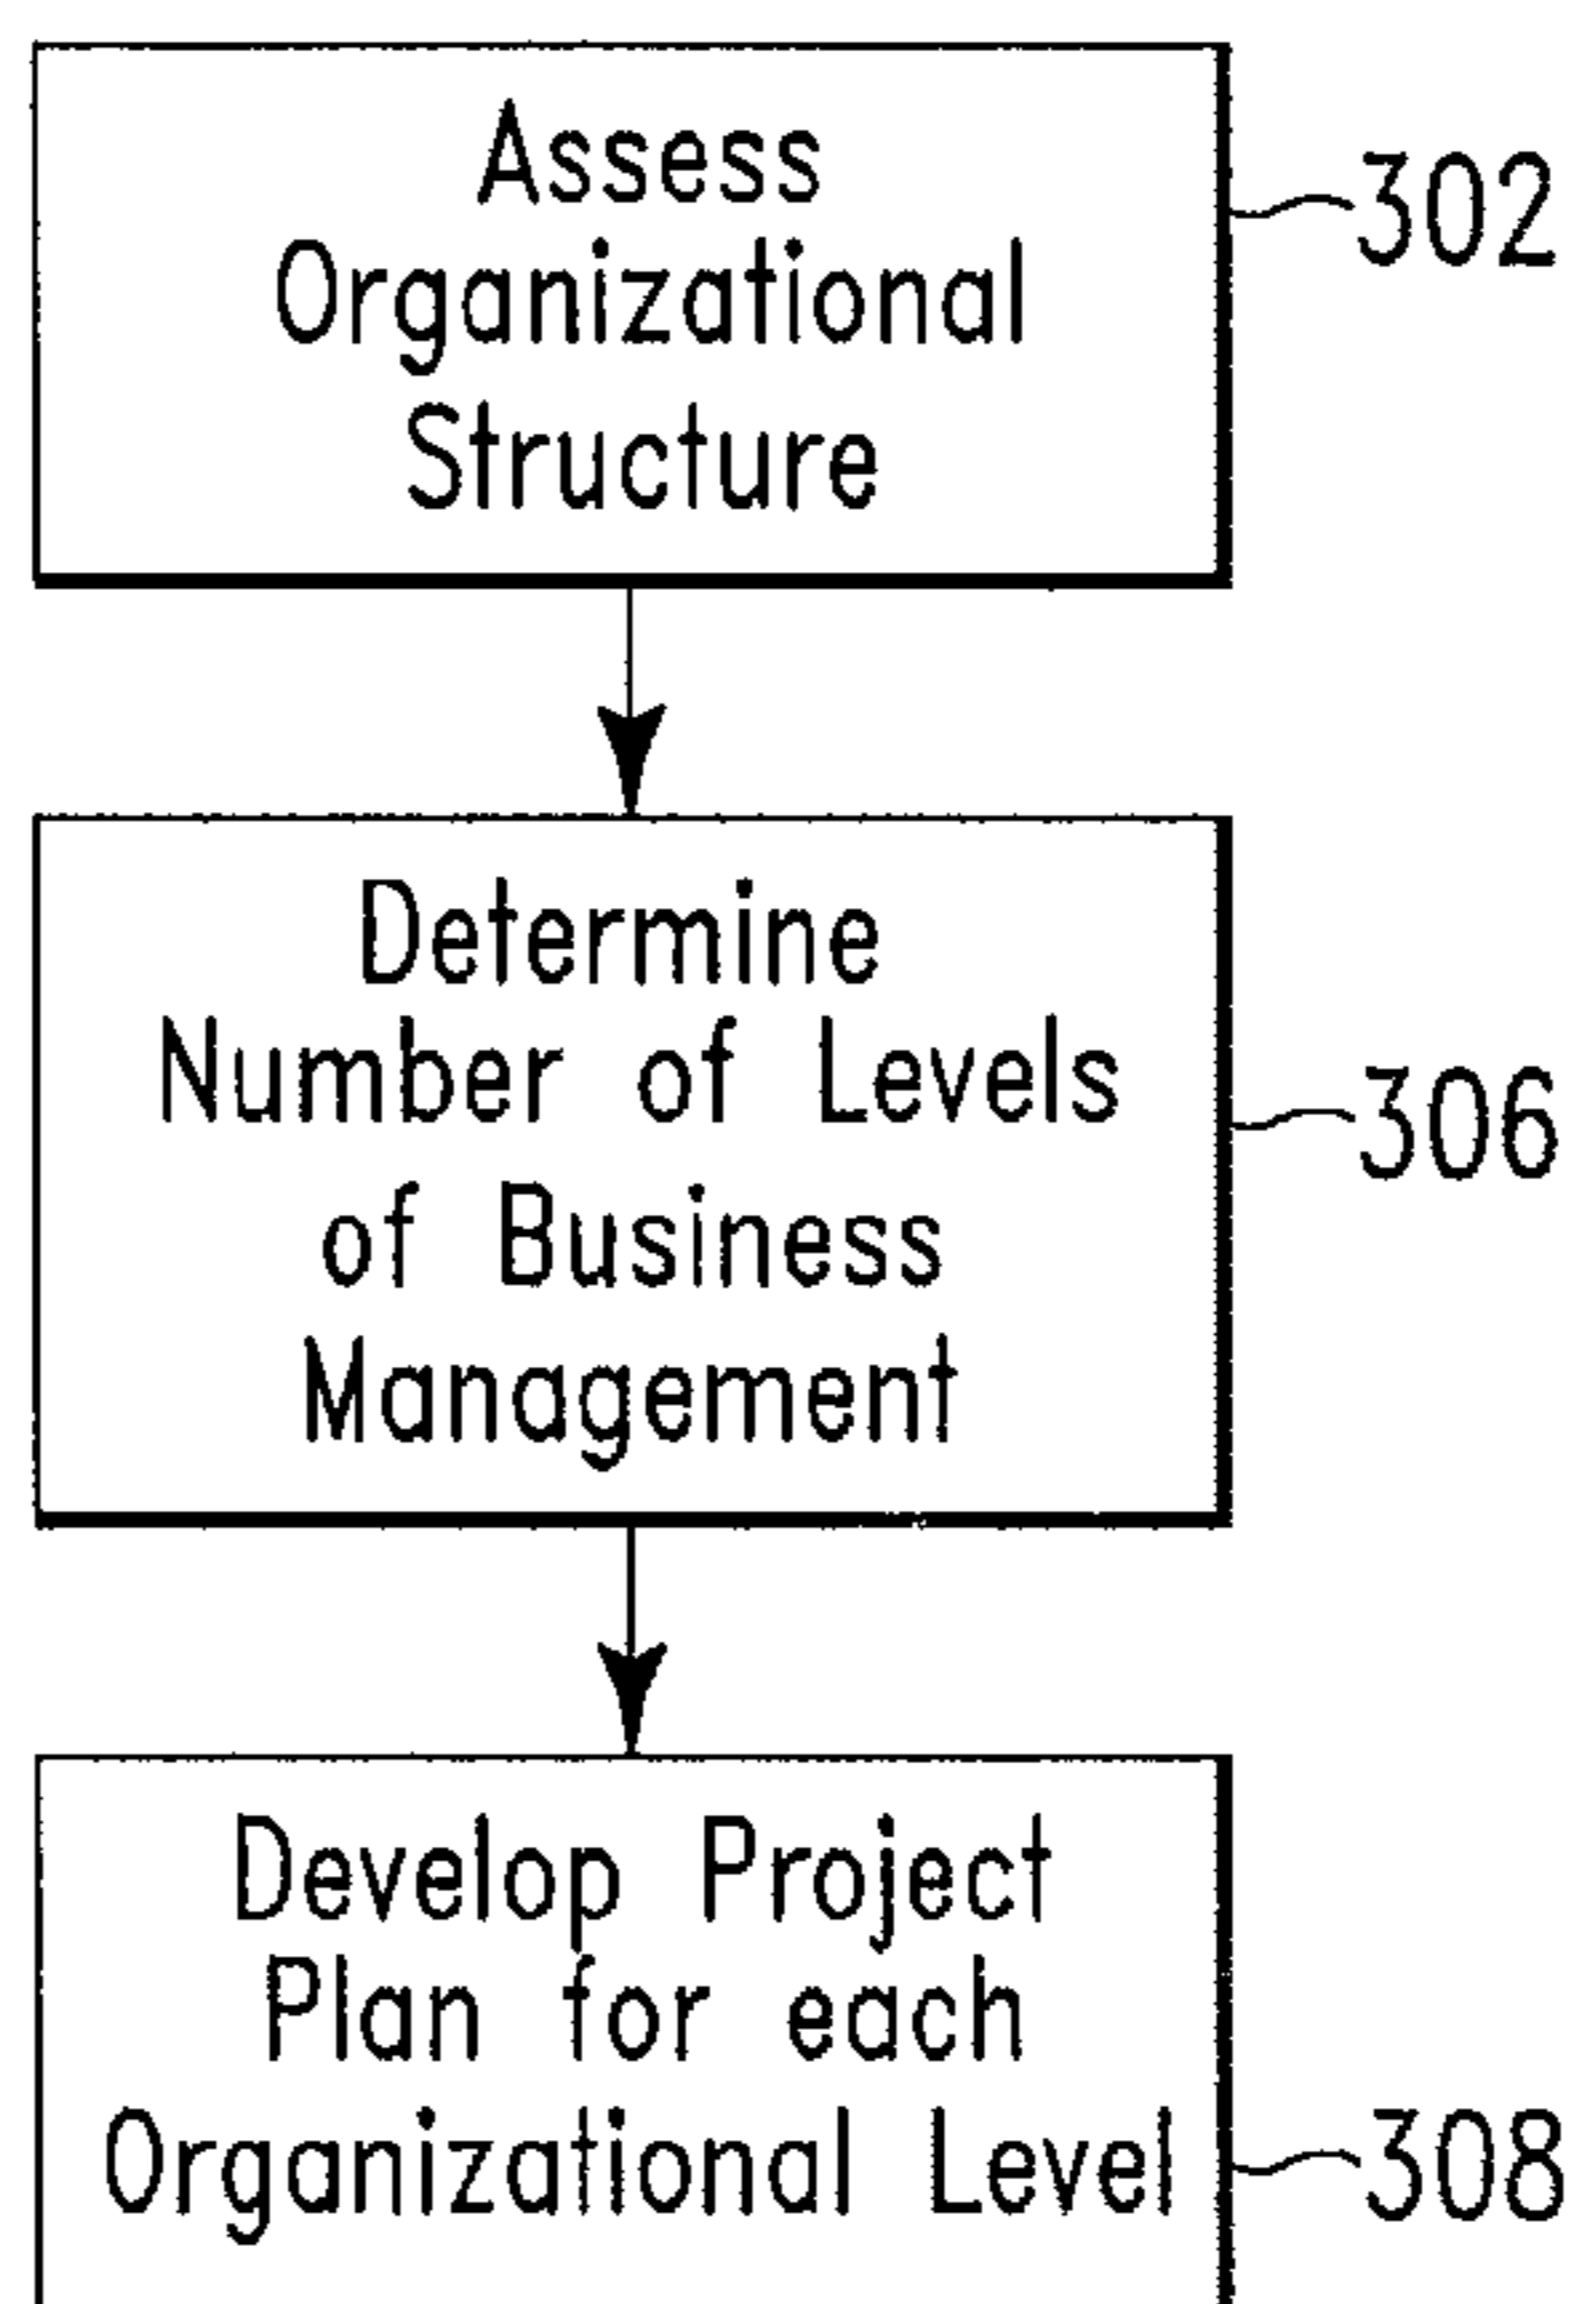 Assess
Organizational
Structure
302
Determine
Number of Levels
of Business
Management
306
Develop Project
Plan for each
Organizational Level
308